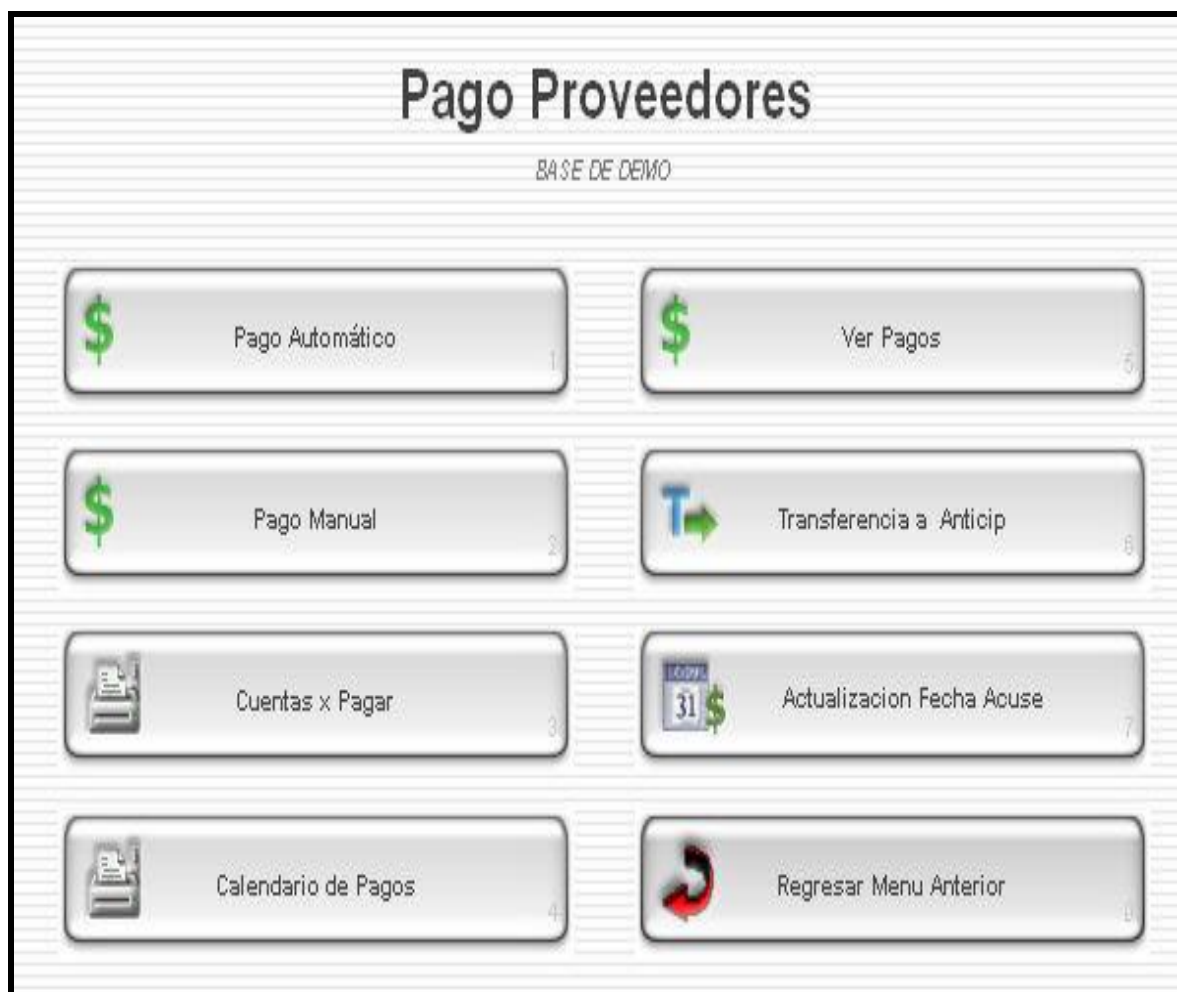 Pago Proveedores
BASE DE DEMO
Pago Automático
1
Ver Pagos
5
Pago Manual
2
Transferencia a Anticip
6
Cuentas x Pagar
3
31
Actualizacion Fecha Acuse
7
Calendario de Pagos
4
Regresar Menu Anterior